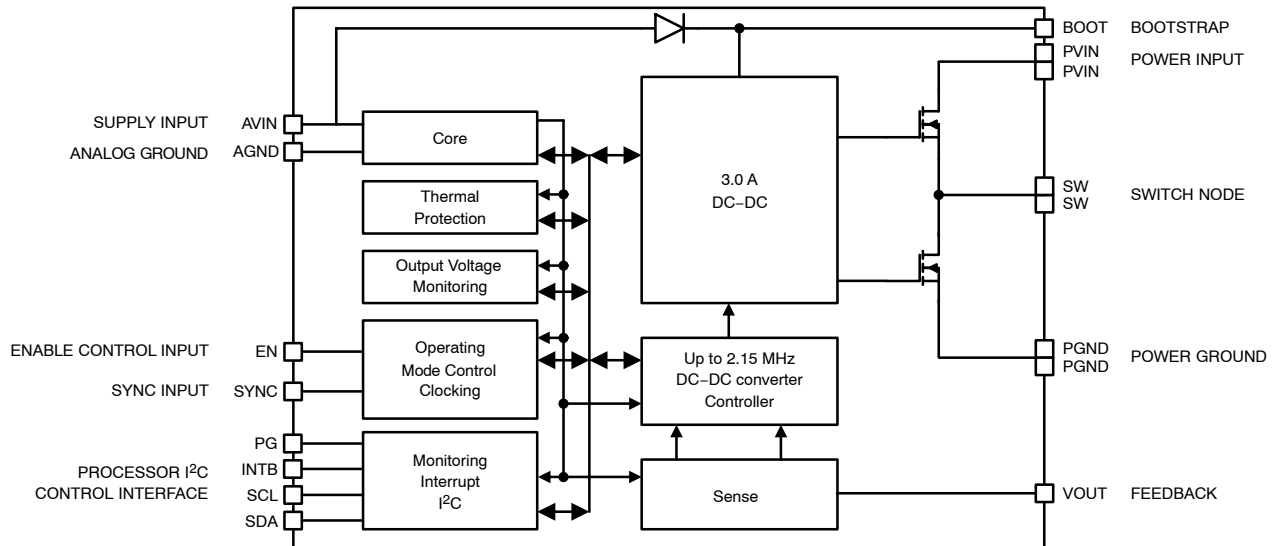 BOOT BOOTSTRAP
PVIN
PVIN
POWER INPUT
SUPPLY INPUT AVIN
ANALOG GROUND AGND
Core
Thermal
Protection
Output Voltage
Monitoring
3.0 A
DC−DC
SW
SW
SWITCH NODE
ENABLE CONTROL INPUT EN
SYNC INPUT SYNC
Operating
Mode Control
Clocking
Up to 2.15 MHz
DC−DC converter
Controller
PGND
PGND
POWER GROUND
PROCESSOR I²C
CONTROL INTERFACE
PG
INTB
SCL
SDA
Monitoring
Interrupt
I²C
Sense
VOUT FEEDBACK